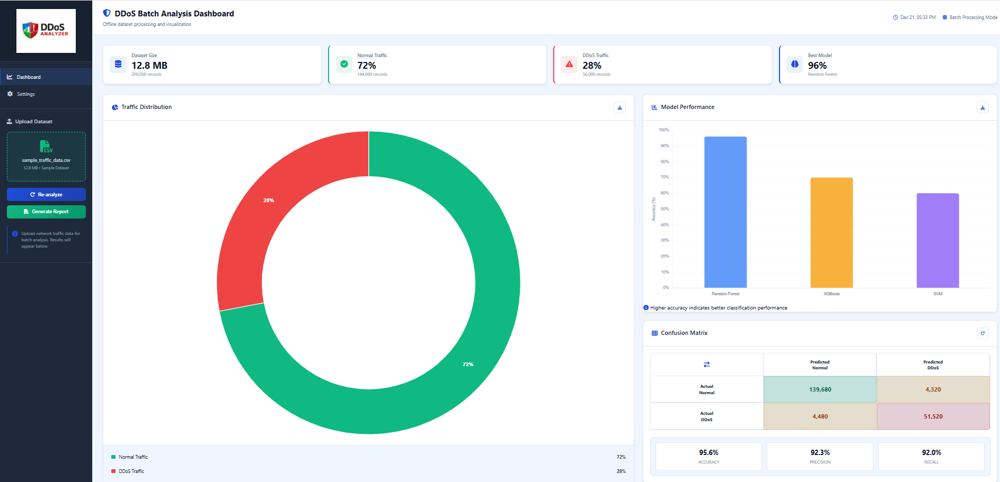 DDoS
ANALYZER
Dashboard
Settings
Upload Dataset
CSV
sample_traffic_data.csv
12.8 MB • Sample Dataset
Re-analyze
Generate Report
Upload network traffic data for
batch analysis. Results will
appear below.
DDoS Batch Analysis Dashboard
Offline dataset processing and visualization
Dec 21, 05:33 PM
Batch Processing Mode
Dataset Size
12.8 MB
200,000 records
Normal Traffic
72%
144,000 records
DDoS Traffic
28%
56,000 records
Best Model
96%
Random Forest
Traffic Distribution
28%
72%
Normal Traffic 72%
DDoS Traffic 28%
Model Performance
100%
90%
80%
70%
60%
50%
40%
30%
20%
10%
0%
Accuracy (%)
Random Forest XGBoost SVM
Higher accuracy indicates better classification performance
Confusion Matrix
Predicted
Normal
Predicted
DDoS
Actual
Normal
139,680 4,320
Actual
DDoS
4,480 51,520
95.6%
ACCURACY
92.3%
PRECISION
92.0%
RECALL